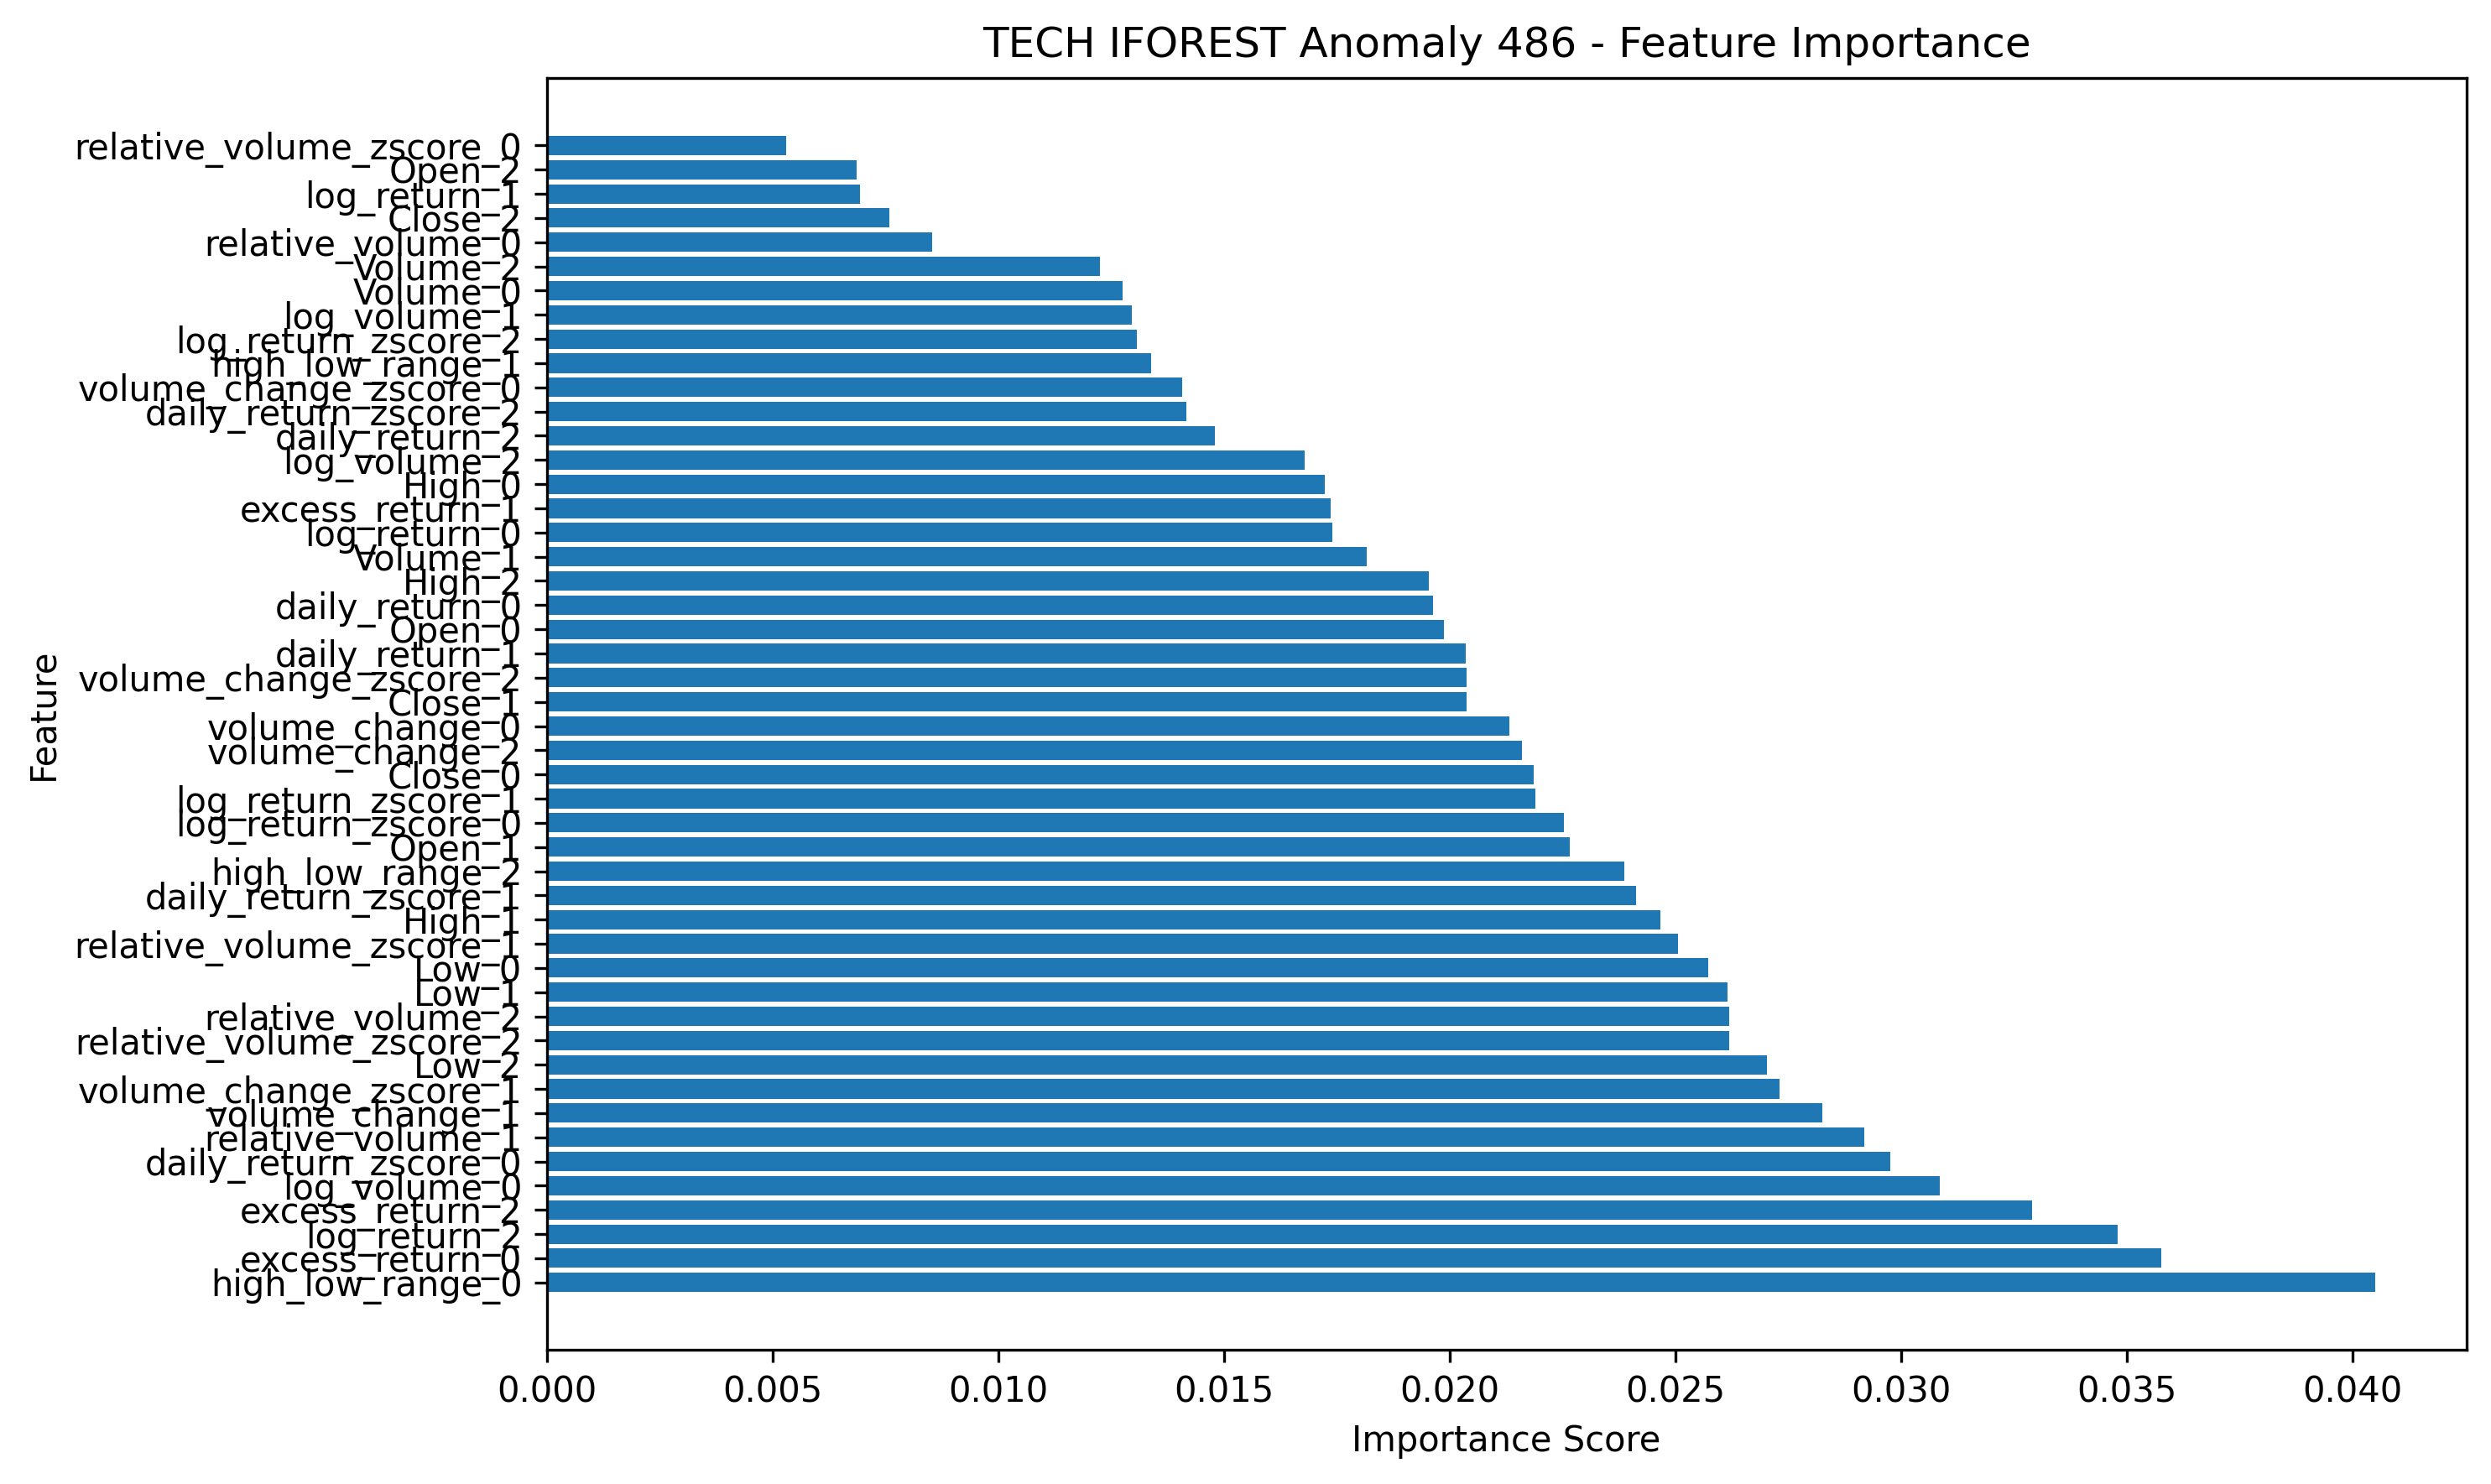 TECH IFOREST Anomaly 486 - Feature Importance
relative_volume_zscore_0
Open_2
log_return_1
Close_2
relative_volume_0
Volume_2
Volume_0
log_volume_1
log_return_zscore_2
high_low_range_1
volume_change_zscore_0
daily_return_zscore_2
daily_return_2
log_volume_2
High_0
excess_return_1
log_return_0
Volume_1
High_2
daily_return_0
Open_0
daily_return_1
volume_change_zscore_2
Close_1
volume_change_0
volume_change_2
Close_0
log_return_zscore_1
log_return_zscore_0
Open_1
high_low_range_2
daily_return_zscore_1
High_1
relative_volume_zscore_1
Low_0
Low_1
relative_volume_2
relative_volume_zscore_2
Low_2
volume_change_zscore_1
volume_change_1
relative_volume_1
daily_return_zscore_0
log_volume_0
excess_return_2
log_return_2
excess_return_0
high_low_range_0
Feature
0.000 0.005 0.010 0.015 0.020 0.025 0.030 0.035 0.040
Importance Score